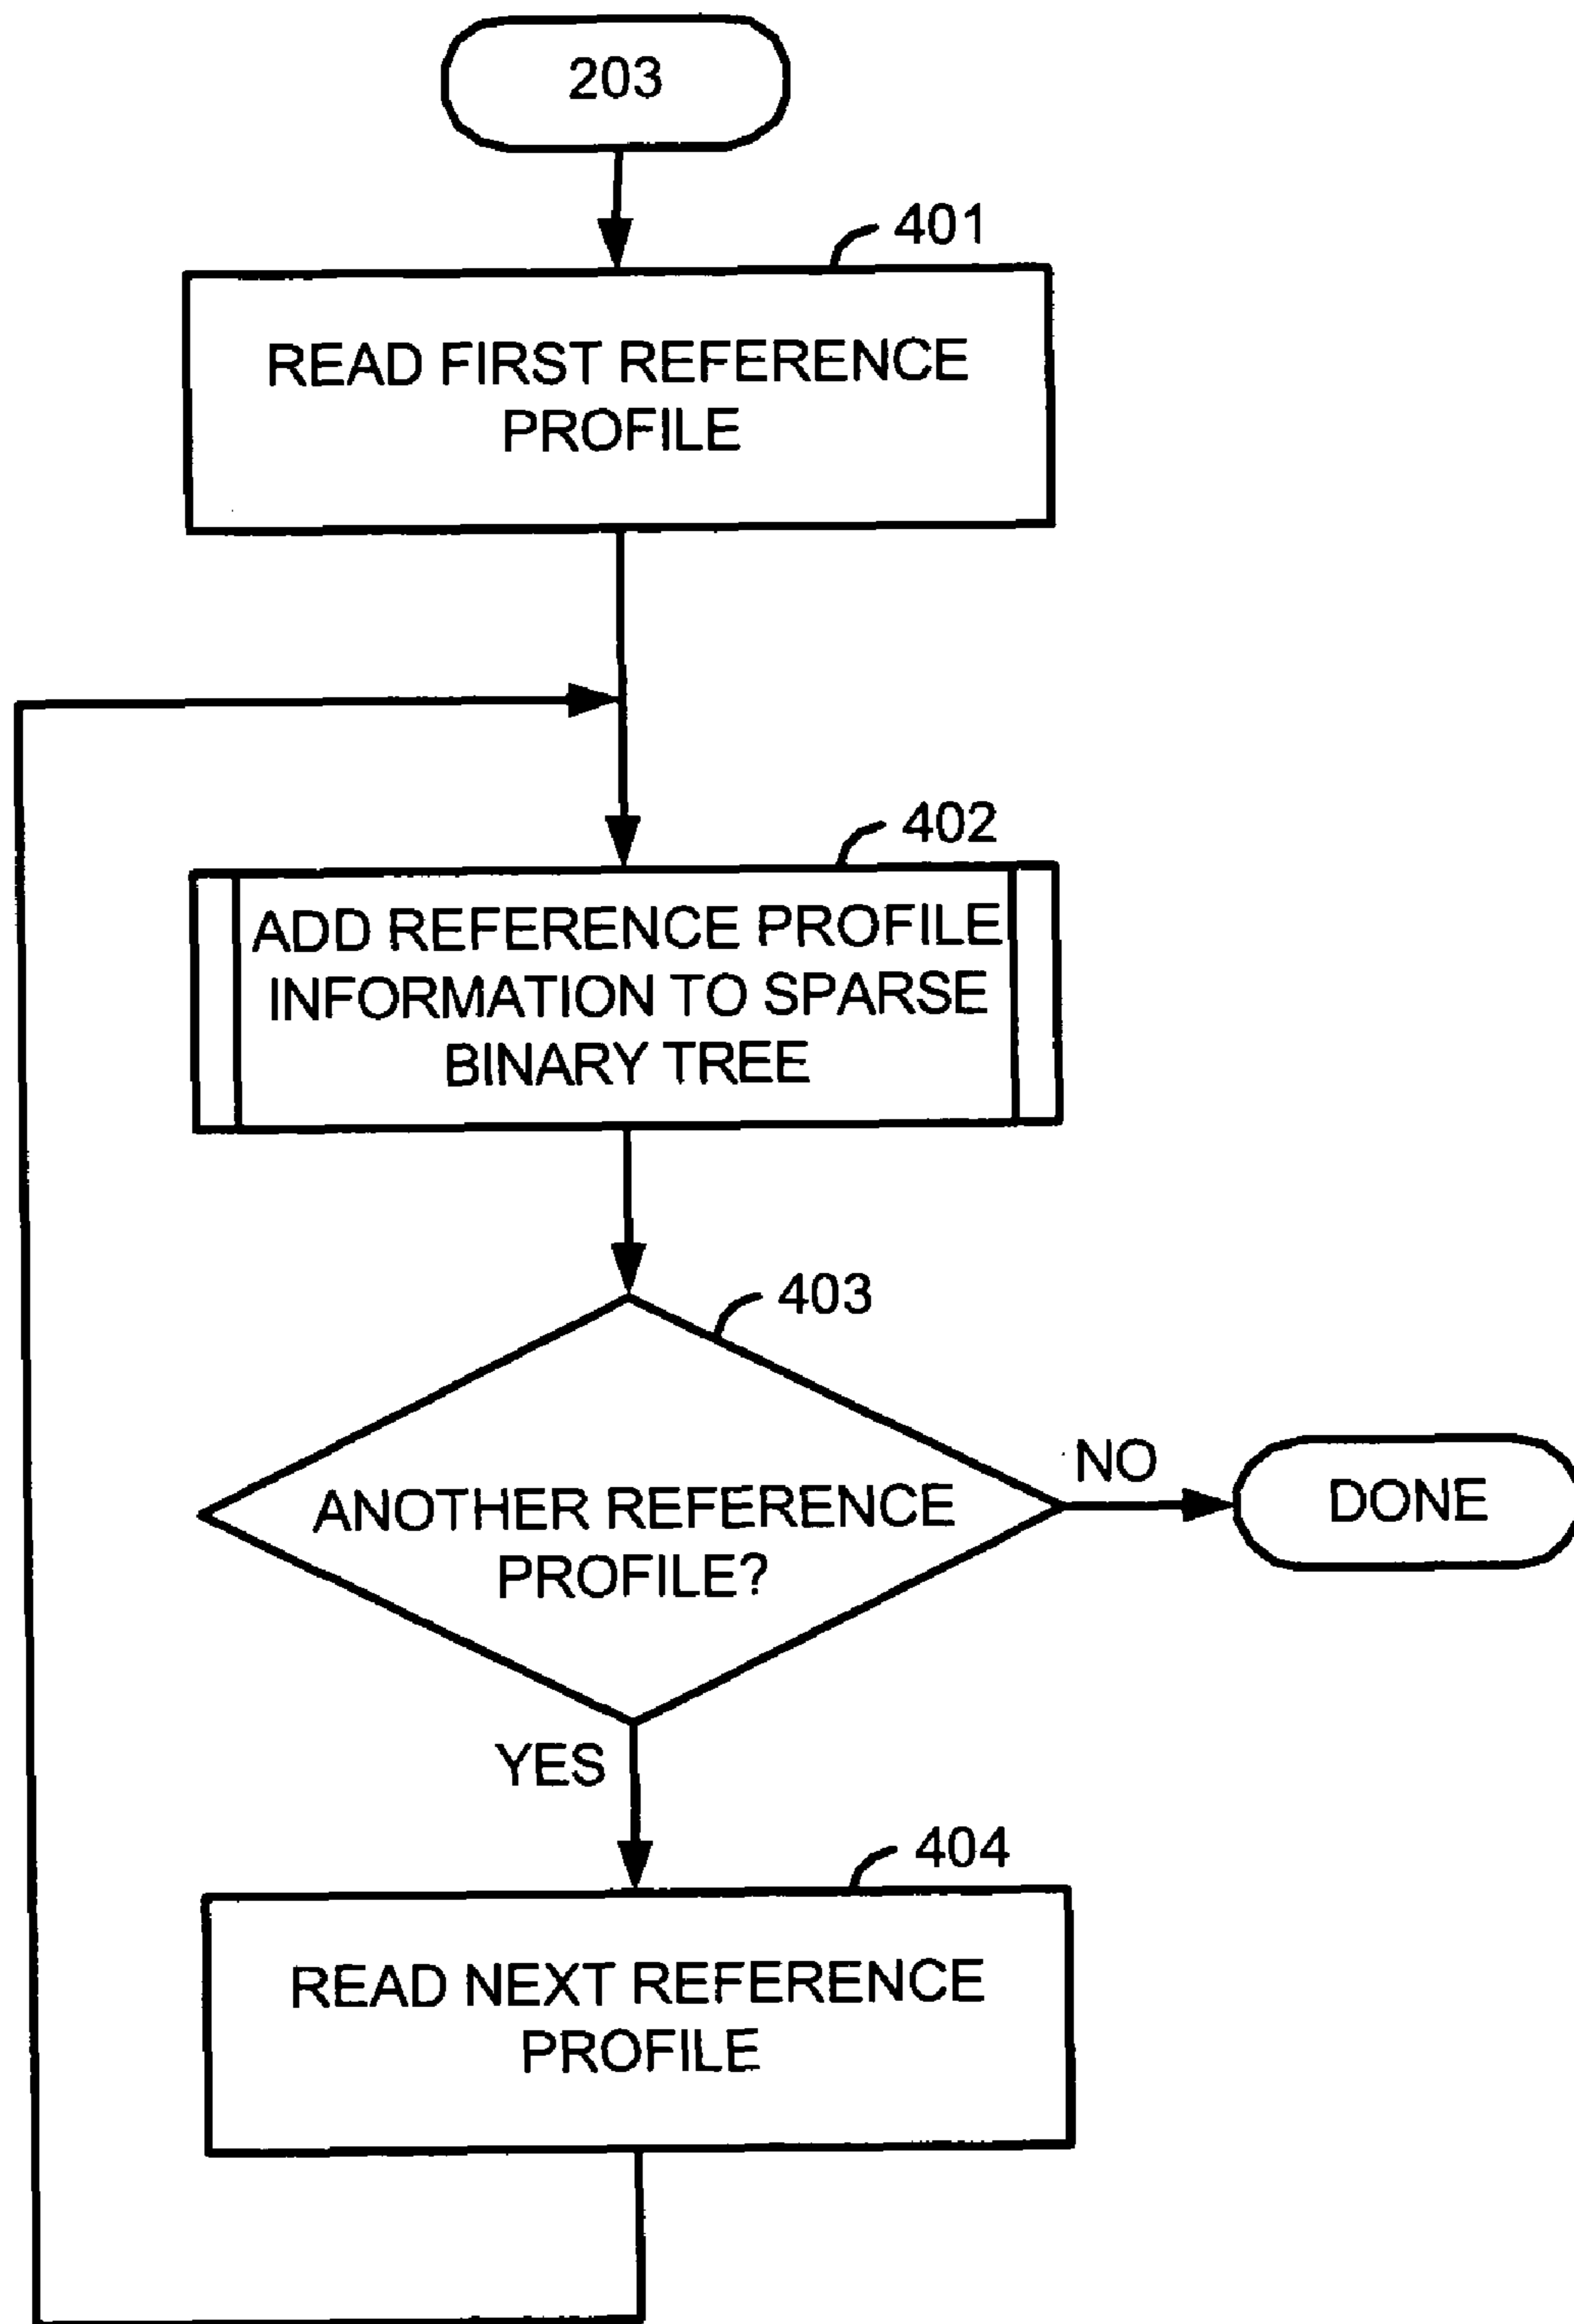 203
401
READ FIRST REFERENCE
PROFILE
402
ADD REFERENCE PROFILE
INFORMATION TO SPARSE
BINARY TREE
403
ANOTHER REFERENCE
PROFILE?
NO
DONE
YES
404
READ NEXT REFERENCE
PROFILE